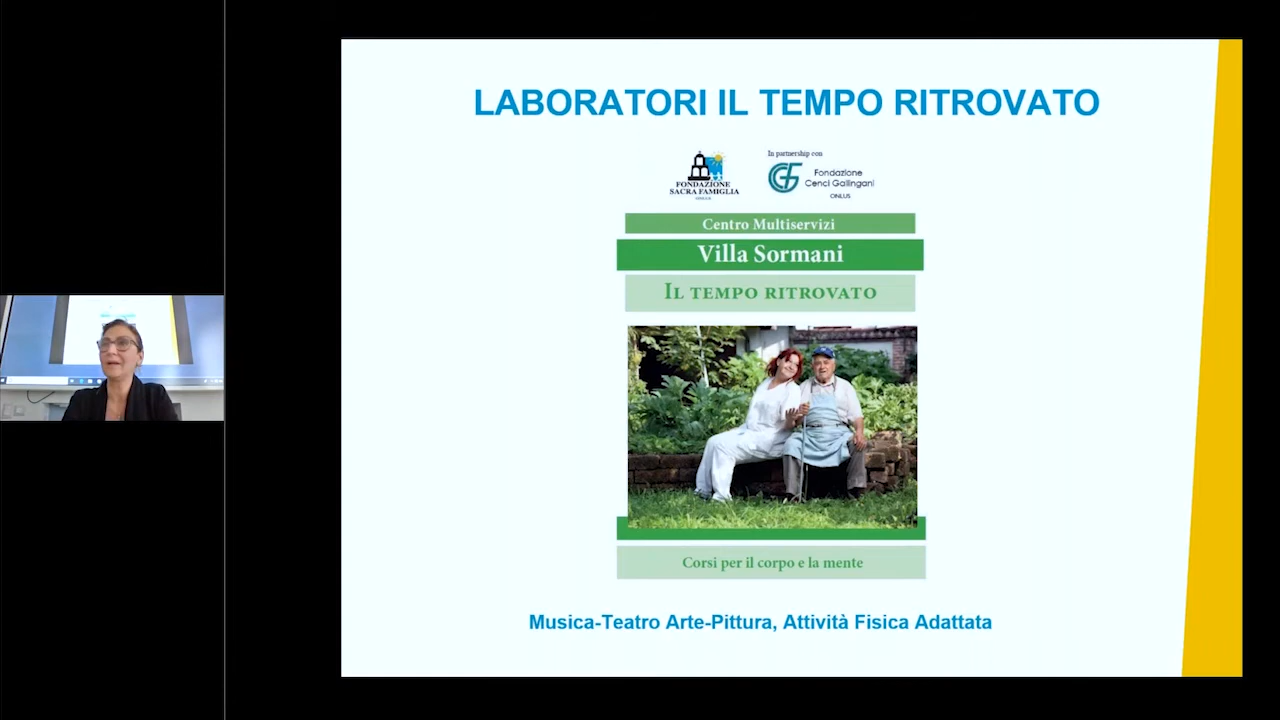 LABORATORI IL TEMPO RITROVATO
FONDAZIONE
SACRA FAMIGLIA
In partnership con
Fondazione
Cenci Gallingani
ONLUS
Centro Multiservizi
Villa Sormani
IL TEMPO RITROVATO
Corsi per il corpo e la mente
Musica-Teatro Arte-Pittura, Attività Fisica Adattata